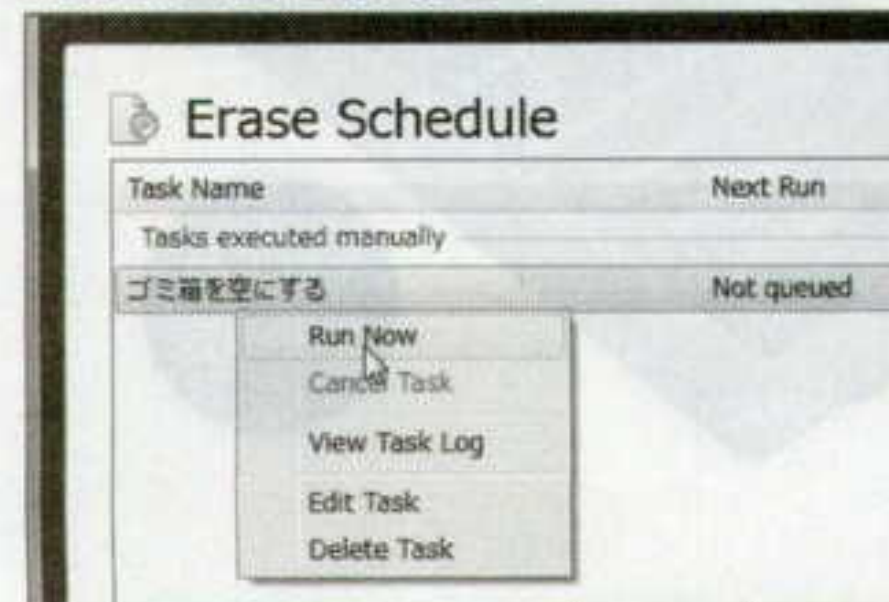 Erase Schedule
Task Name Next Run
Tasks executed manually
ゴミ箱を空にする Not queued
Run Now
Cancel Task
View Task Log
Edit Task
Delete Task